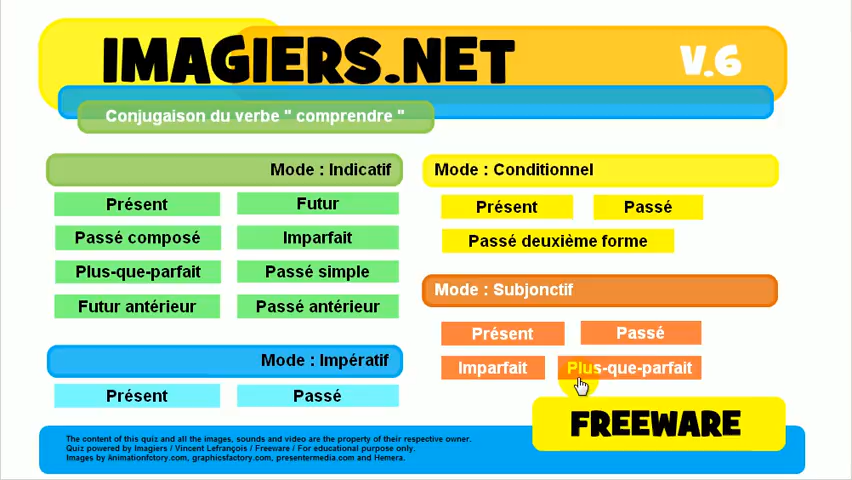 IMAGIERS.NET
V.6
Conjugaison du verbe " comprendre "
Mode : Indicatif
Présent
Futur
Passé composé
Imparfait
Plus-que-parfait
Passé simple
Futur antérieur
Passé antérieur
Mode : Impératif
Présent
Passé
Mode : Conditionnel
Présent
Passé
Passé deuxième forme
Mode : Subjonctif
Présent
Passé
Imparfait
Plus-que-parfait
FREEWARE
The content of this quiz and all the images, sounds and video are the property of their respective owner.
Quiz powered by Imagiers / Vincent Lefrançois / Freeware / For educational purpose only.
Images by Animationfctory.com, graphicsfactory.com, presentermedia.com and Hemera.